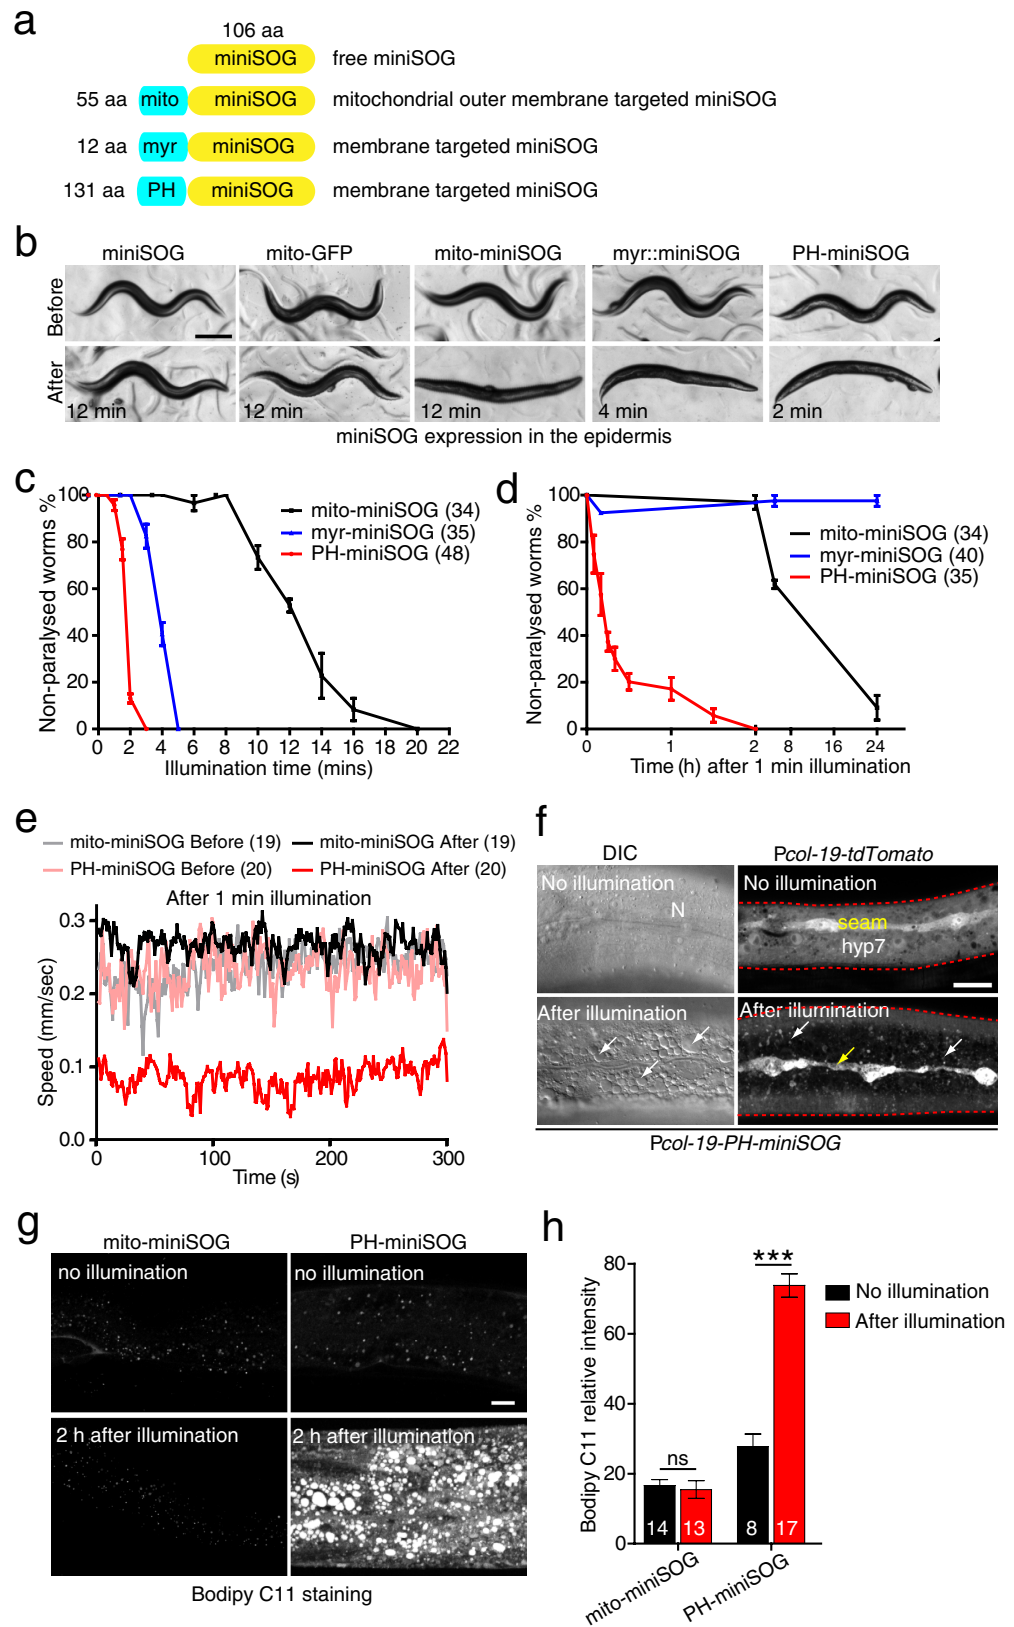 a
106 aa
miniSOG free miniSOG
55 aa mito miniSOG mitochondrial outer membrane targeted miniSOG
12 aa myr miniSOG membrane targeted miniSOG
131 aa PH miniSOG membrane targeted miniSOG
b
miniSOG mito-GFP mito-miniSOG myr::miniSOG PH-miniSOG
Before
After
12 min 12 min 12 min 4 min 2 min
miniSOG expression in the epidermis
c
Non-paralysed worms %
100
80
60
40
20
0
mito-miniSOG (34)
myr-miniSOG (35)
PH-miniSOG (48)
0 2 4 6 8 10 12 14 16 20 22
Illumination time (mins)
d
Non-paralysed worms %
100
80
60
40
20
0
mito-miniSOG (34)
myr-miniSOG (40)
PH-miniSOG (35)
0 1 2 8 16 24
Time (h) after 1 min illumination
e
mito-miniSOG Before (19) mito-miniSOG After (19)
PH-miniSOG Before (20) PH-miniSOG After (20)
After 1 min illumination
Speed (mm/sec)
0.3
0.2
0.1
0.0
0 100 200 300
Time (s)
f
DIC Pcol-19-tdTomato
No illumination No illumination
N
seam
hyp7
After illumination After illumination
Pcol-19-PH-miniSOG
g
mito-miniSOG PH-miniSOG
no illumination no illumination
2 h after illumination 2 h after illumination
Bodipy C11 staining
h
Bodipy C11 relative intensity
80
60
40
20
0
***
No illumination
After illumination
ns
14 13 8 17
mito-miniSOG PH-miniSOG